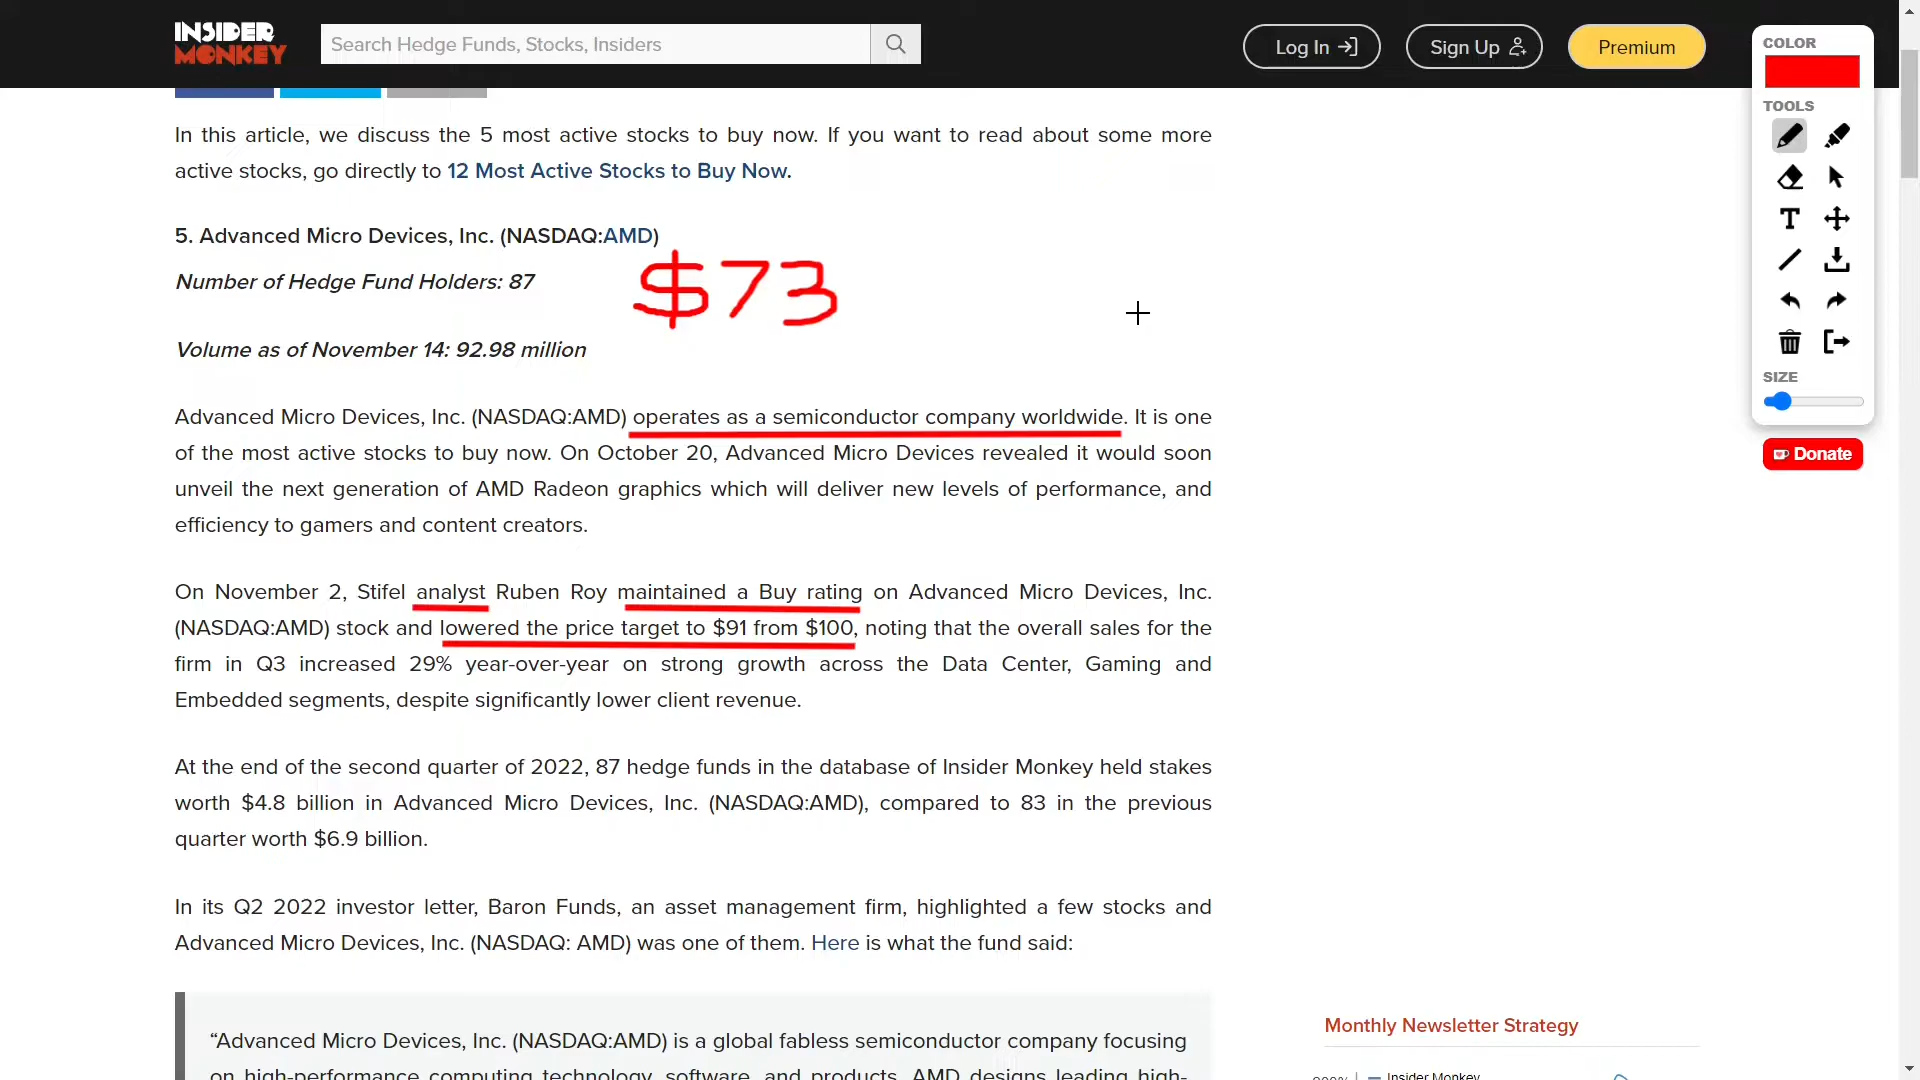 INSIDER
MONKEY
Search Hedge Funds, Stocks, Insiders
Log In
Sign Up
Premium
COLOR
TOOLS
T
SIZE
Donate
In this article, we discuss the 5 most active stocks to buy now. If you want to read about some more
active stocks, go directly to 12 Most Active Stocks to Buy Now.
5. Advanced Micro Devices, Inc. (NASDAQ:AMD)
Number of Hedge Fund Holders: 87
$73
Volume as of November 14: 92.98 million
Advanced Micro Devices, Inc. (NASDAQ:AMD) operates as a semiconductor company worldwide. It is one
of the most active stocks to buy now. On October 20, Advanced Micro Devices revealed it would soon
unveil the next generation of AMD Radeon graphics which will deliver new levels of performance, and
efficiency to gamers and content creators.
On November 2, Stifel analyst Ruben Roy maintained a Buy rating on Advanced Micro Devices, Inc.
(NASDAQ:AMD) stock and lowered the price target to $91 from $100, noting that the overall sales for the
firm in Q3 increased 29% year-over-year on strong growth across the Data Center, Gaming and
Embedded segments, despite significantly lower client revenue.
At the end of the second quarter of 2022, 87 hedge funds in the database of Insider Monkey held stakes
worth $4.8 billion in Advanced Micro Devices, Inc. (NASDAQ:AMD), compared to 83 in the previous
quarter worth $6.9 billion.
In its Q2 2022 investor letter, Baron Funds, an asset management firm, highlighted a few stocks and
Advanced Micro Devices, Inc. (NASDAQ: AMD) was one of them. Here is what the fund said:
“Advanced Micro Devices, Inc. (NASDAQ:AMD) is a global fabless semiconductor company focusing
on high-performance computing technology, software, and products. AMD designs leading high-
Monthly Newsletter Strategy
Insider Monkey